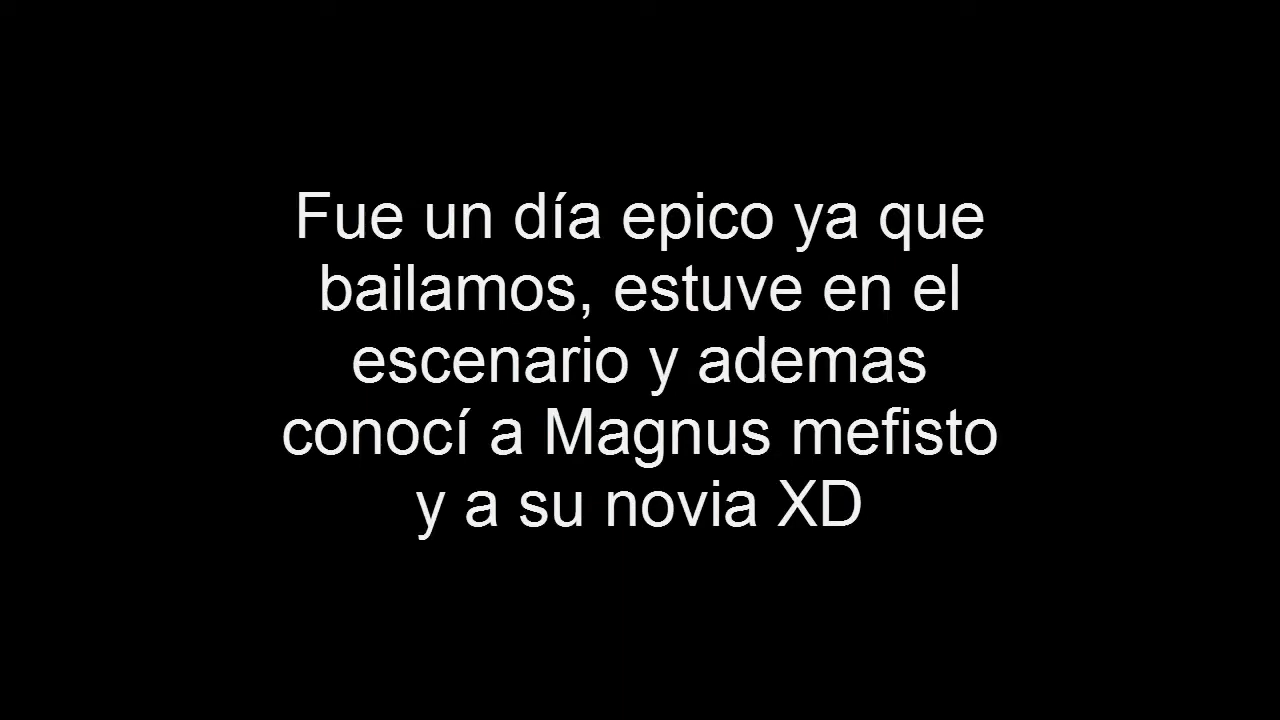 Fue un día epico ya que
bailamos, estuve en el
escenario y ademas
conocí a Magnus mefisto
y a su novia XD